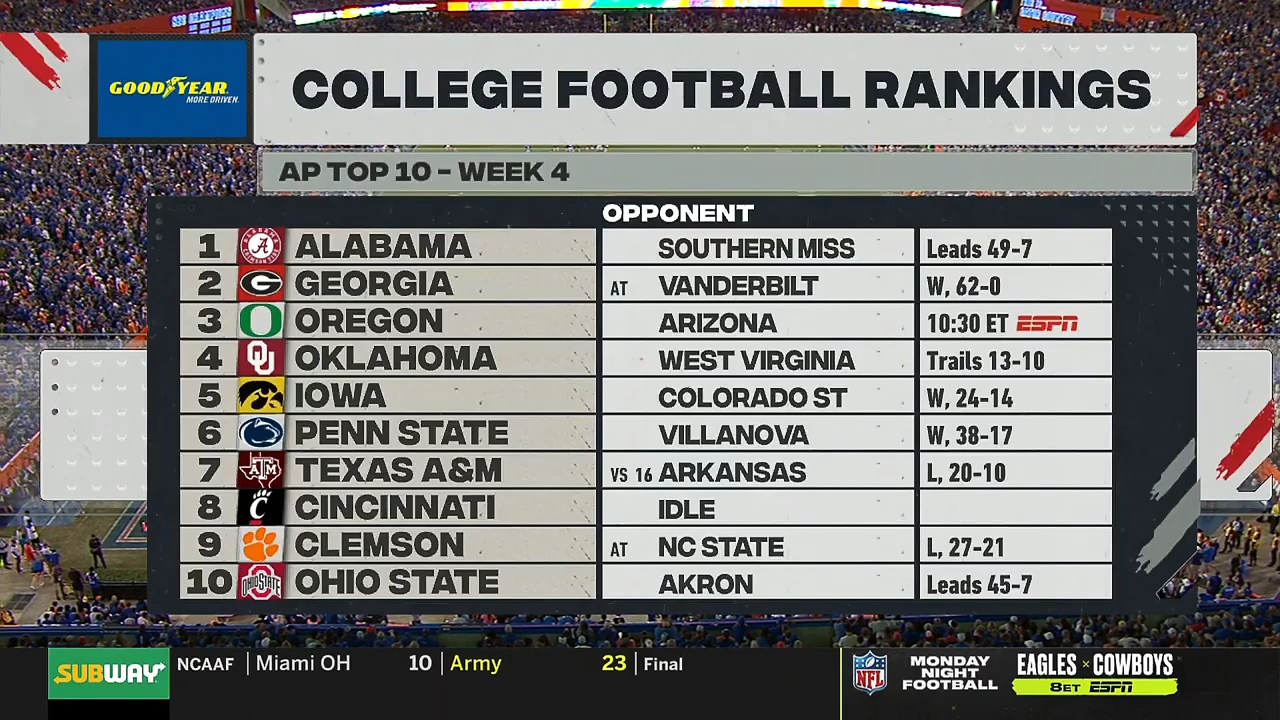 GOODYEAR
MORE DRIVEN.
COLLEGE FOOTBALL RANKINGS
AP TOP 10 - WEEK 4
OPPONENT
1 ALABAMA SOUTHERN MISS Leads 49-7
2 GEORGIA AT VANDERBILT W, 62-0
3 OREGON ARIZONA 10:30 ET ESPN
4 OKLAHOMA WEST VIRGINIA Trails 13-10
5 IOWA COLORADO ST W, 24-14
6 PENN STATE VILLANOVA W, 38-17
7 TEXAS A&M VS 16 ARKANSAS L, 20-10
8 CINCINNATI IDLE
9 CLEMSON AT NC STATE L, 27-21
10 OHIO STATE AKRON Leads 45-7
SUBWAY NCAAF Miami OH 10 Army 23 Final
NFL MONDAY NIGHT FOOTBALL EAGLES x COWBOYS
8ET ESPN